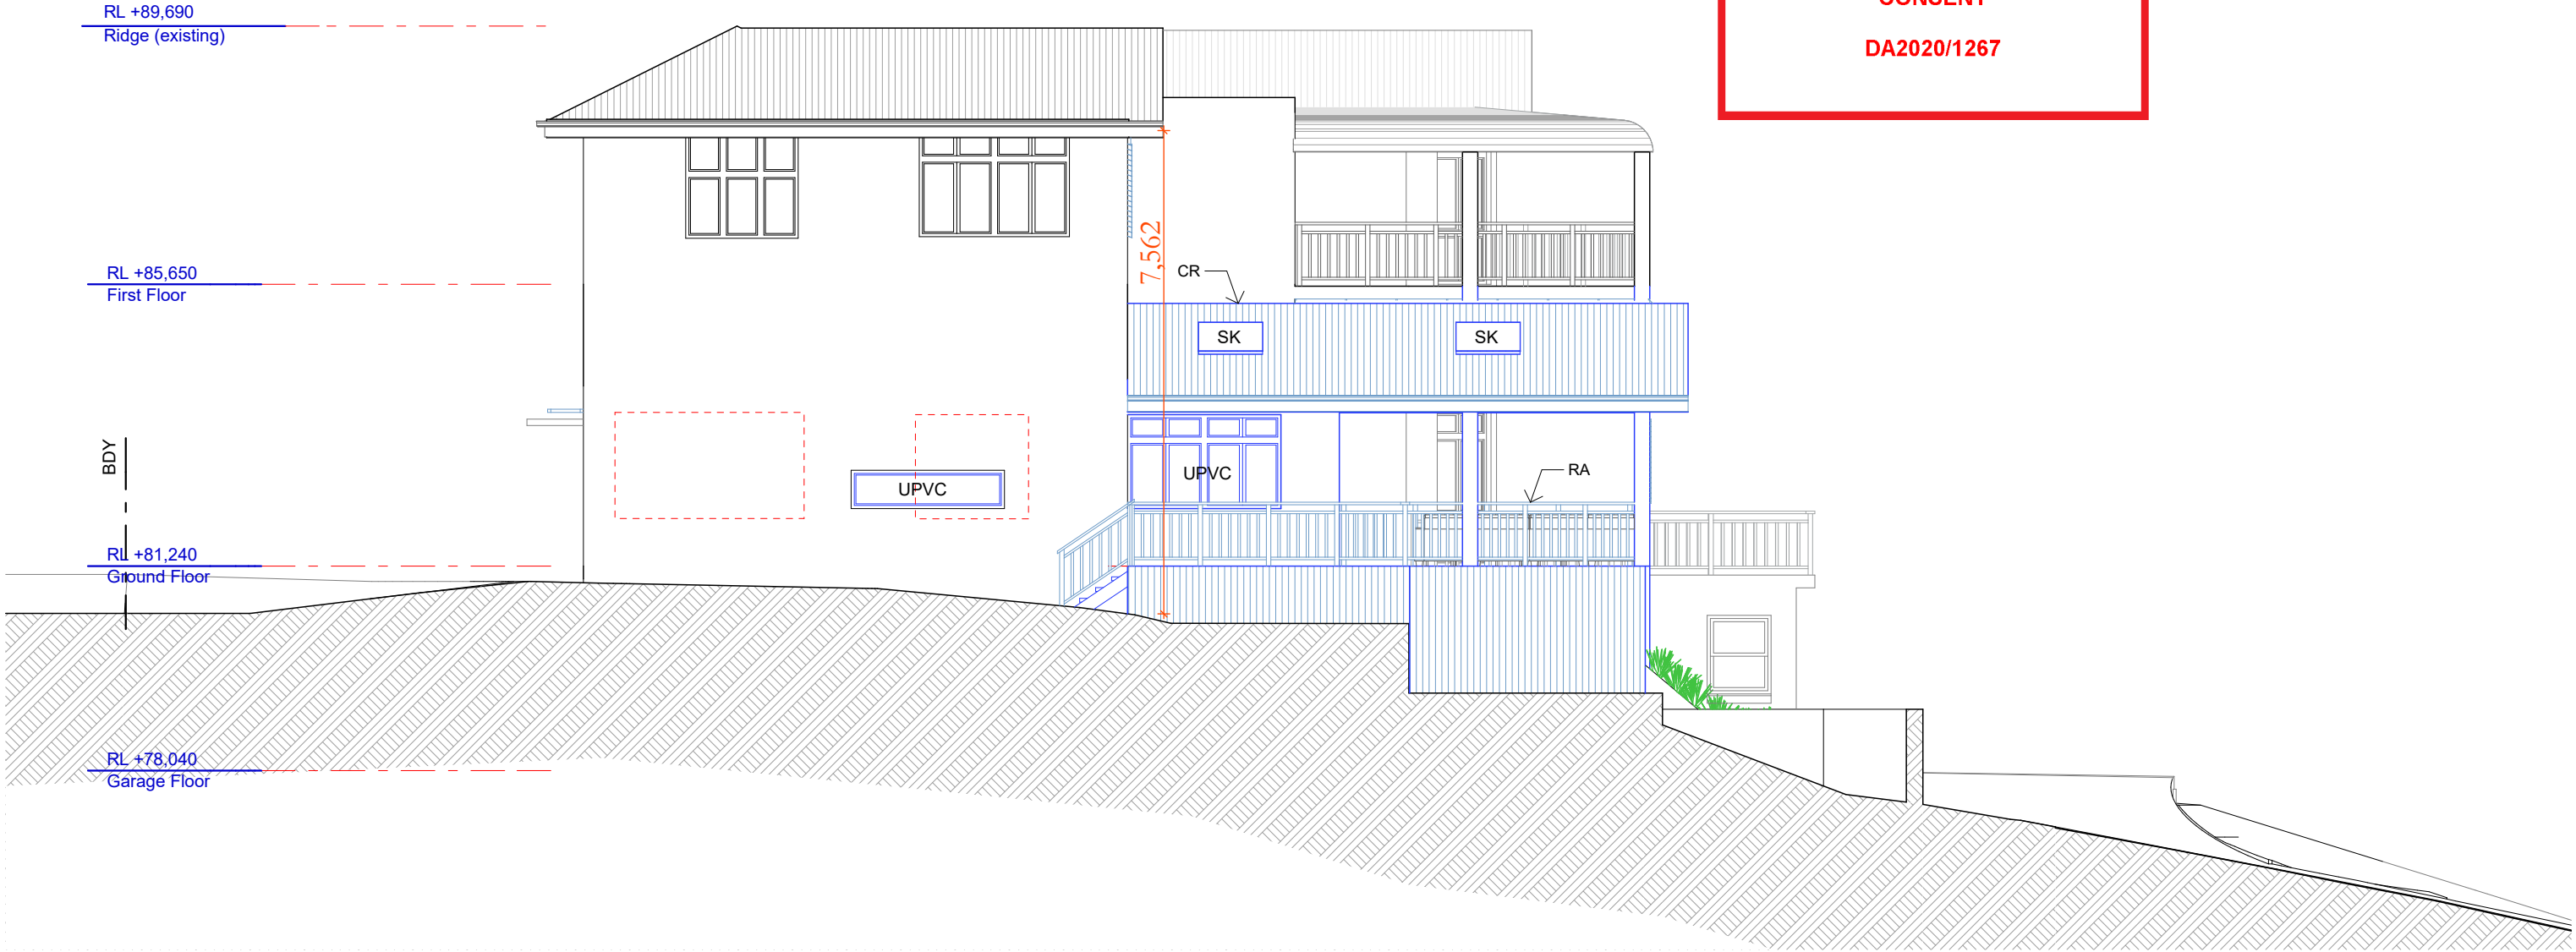 RL +89,690
Ridge (existing)
CONSENT
DA2020/1267
7,562
CR
RL +85,650
First Floor
SK
SK
BDY
UPVC
UPVC
RA
RL +81,240
Ground Floor
RL +78,040
Garage Floor